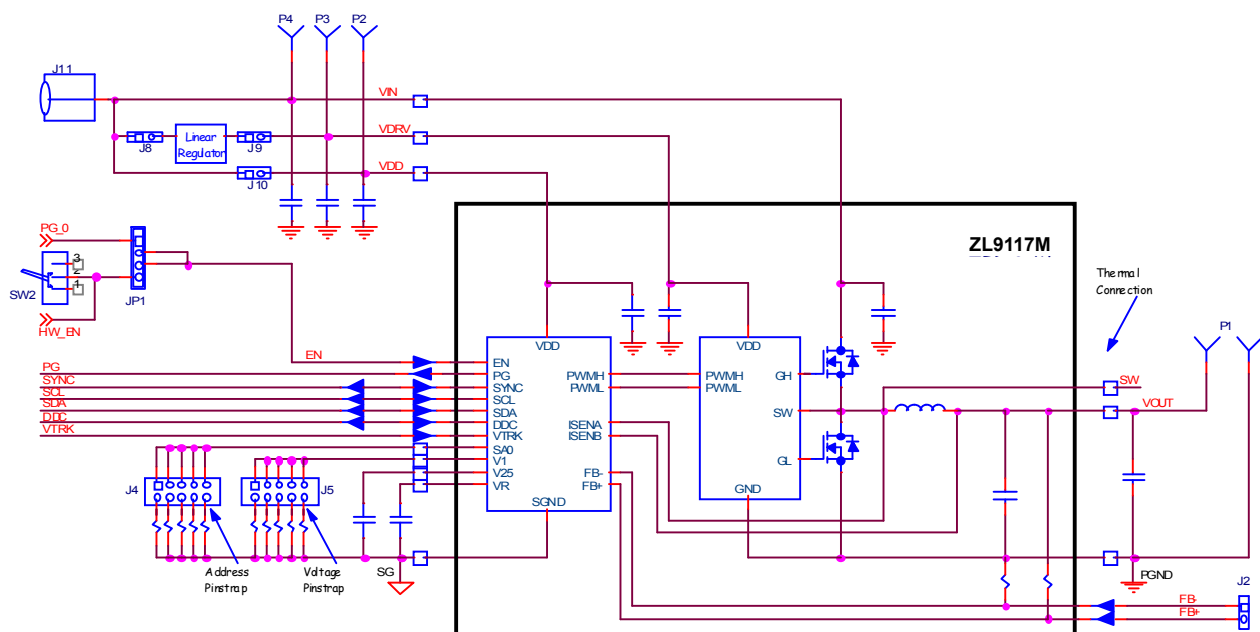 P4 P3 P2
J11
VIN
VDRV
J8
Linear
Regulator
J9
VDD
J10
PG_0
3
2
1
SW2
JP1
HW_EN
ZL9117M
Thermal
Connection
P1
EN
PG
SYNC
SCL
SDA
DDC
VTRK
VDD
EN
PG
SYNC
SCL
SDA
DDC
VTRK
SA0
V1
V25
VR
PWMH
PWML
ISENA
ISENB
FB-
FB+
SGND
VDD
PWMH
PWML
GH
SW
GL
GND
SW
VOUT
J4
J5
Address
Pinstrap
Voltage
Pinstrap
SG
PGND
J2
FB-
FB+